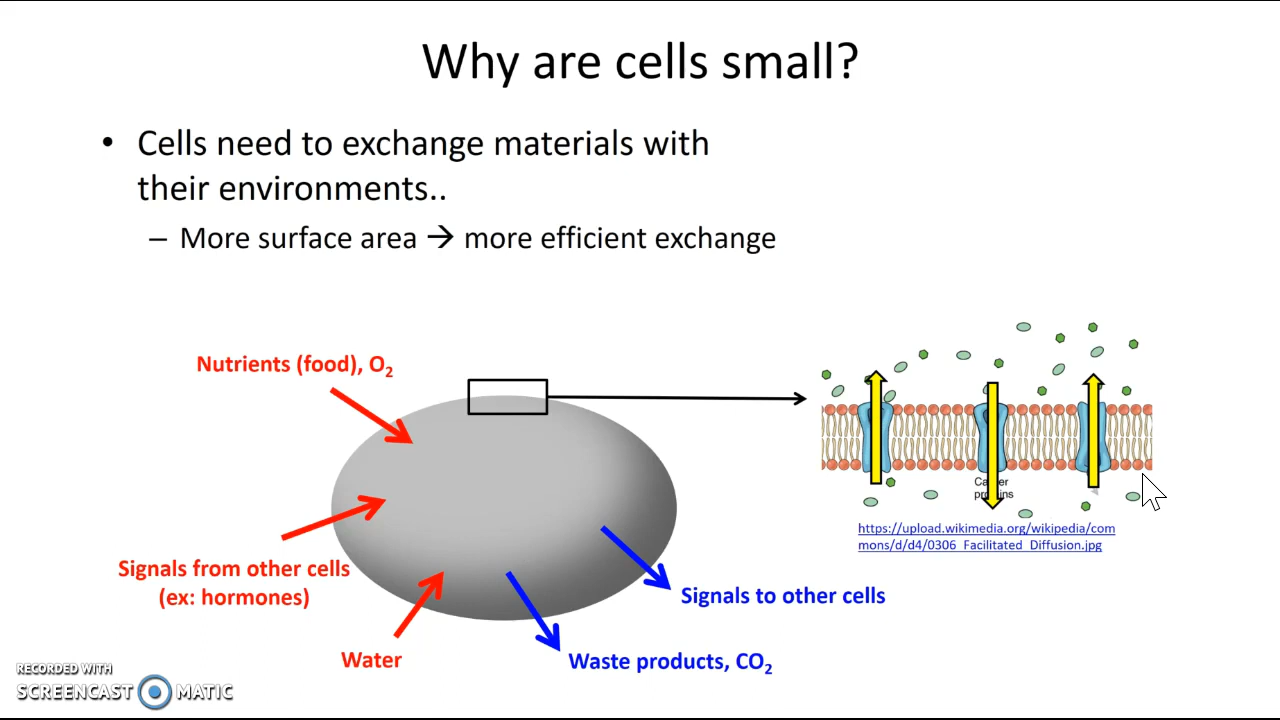 Why are cells small?
• Cells need to exchange materials with
their environments..
– More surface area → more efficient exchange
Nutrients (food), O₂
Signals from other cells
(ex: hormones)
Water
Signals to other cells
Waste products, CO₂
https://upload.wikimedia.org/wikipedia/com
mons/d/d4/0306_Facilitated_Diffusion.jpg
RECORDED WITH
SCREENCAST MATIC